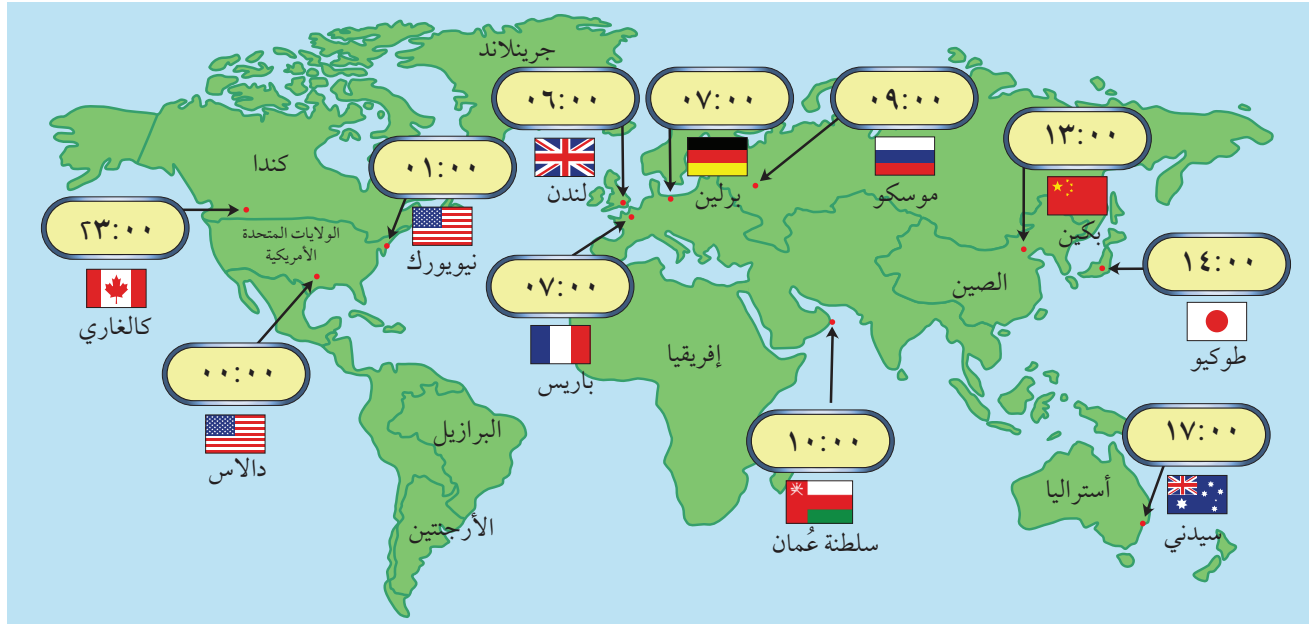 جرينلاند
٠٦:٠٠
لندن
٠٧:٠٠
برلين
٠٩:٠٠
موسكو
١٣:٠٠
بكين
كندا
٠١:٠٠
نيويورك
٢٣:٠٠
كالغاري
الولايات المتحدة
الأمريكية
٠٧:٠٠
باريس
الصين
١٤:٠٠
طوكيو
إفريقيا
٠٠:٠٠
دالاس
البرازيل
١٠:٠٠
سلطنة عُمان
١٧:٠٠
سيدني
أستراليا
الأرجنتين